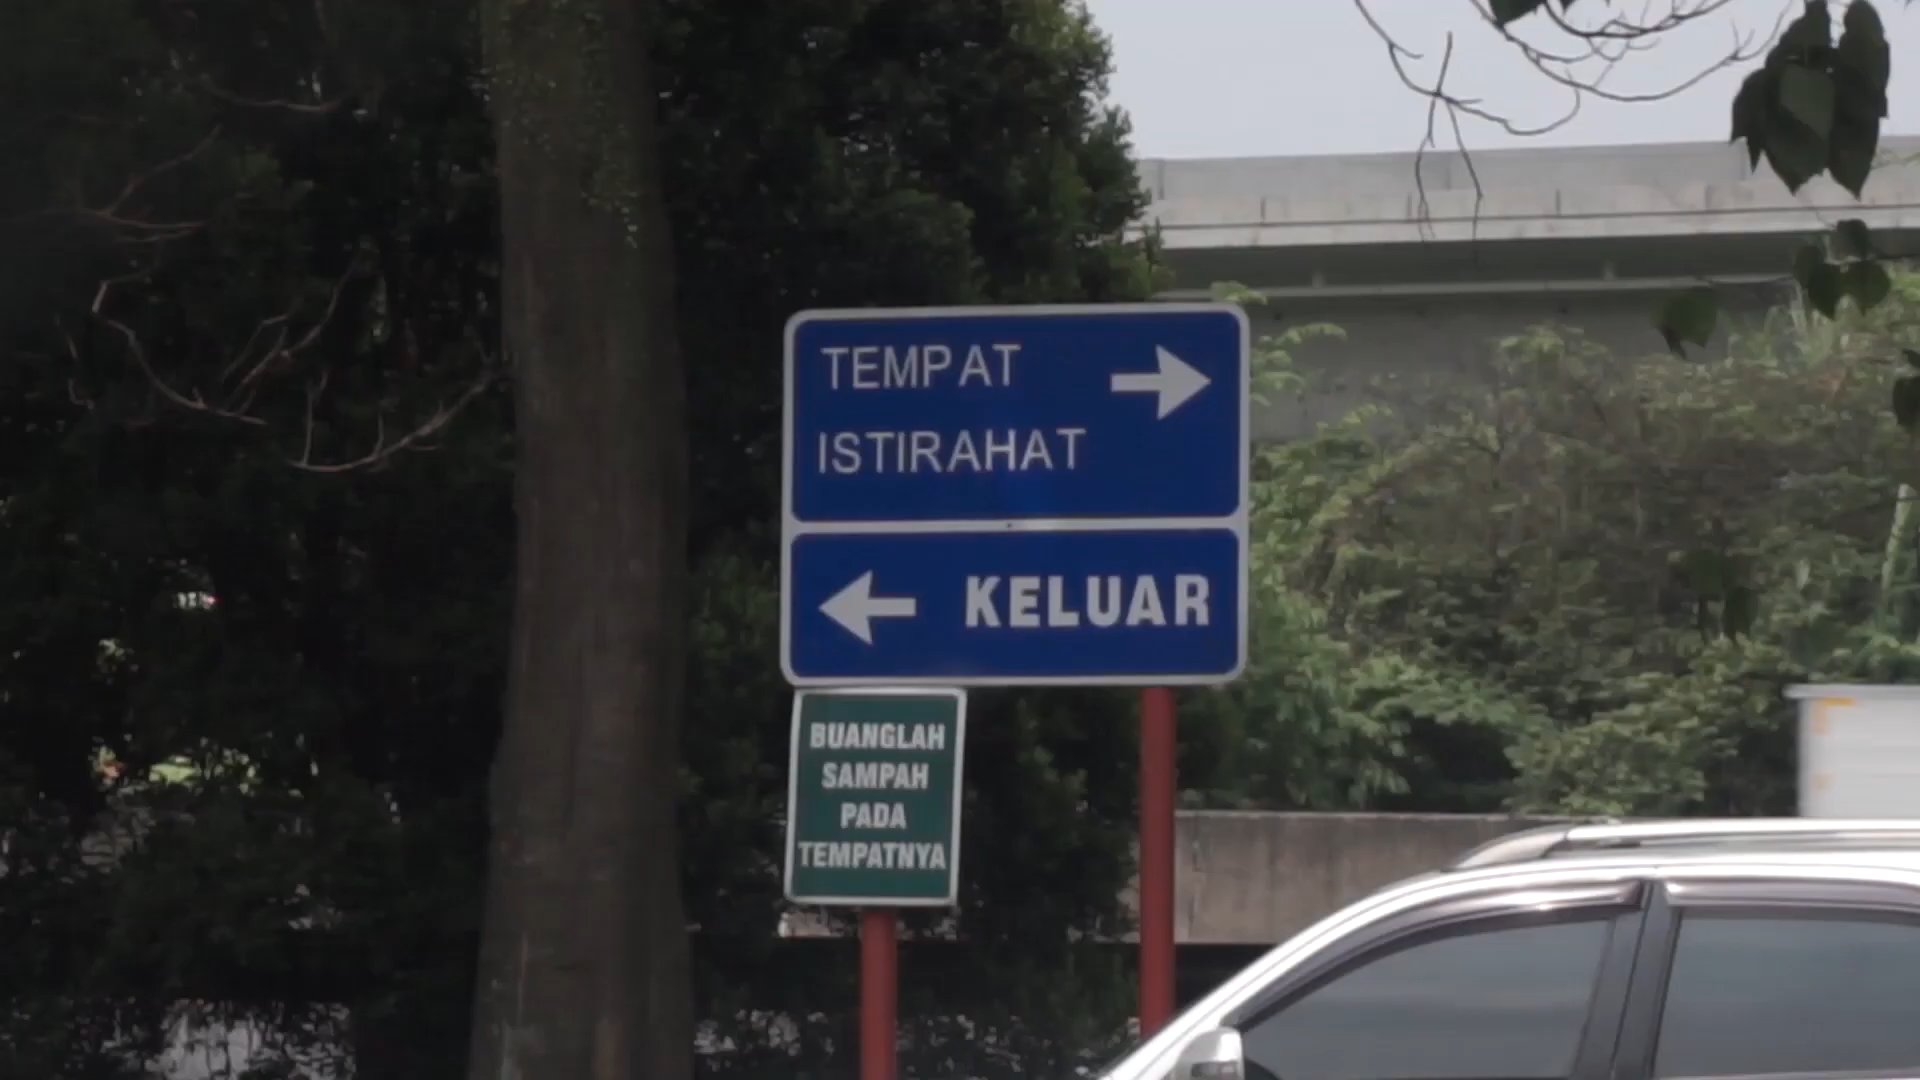 TEMPAT
ISTIRAHAT
KELUAR
BUANGLAH
SAMPAH
PADA
TEMPATNYA